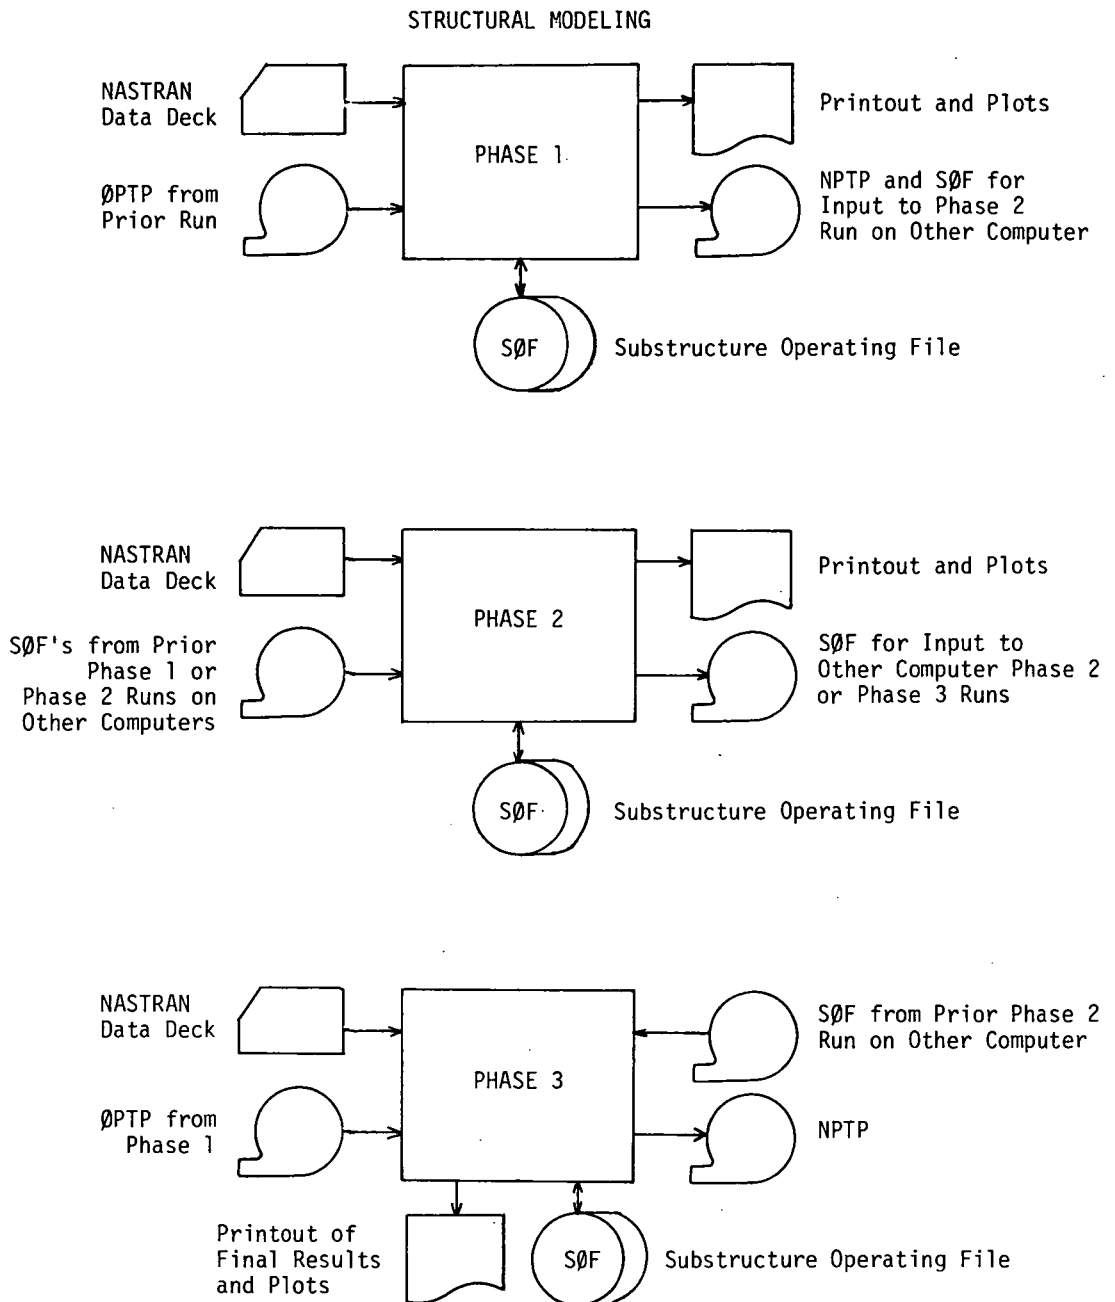 STRUCTURAL MODELING
NASTRAN
Data Deck
PHASE 1
Printout and Plots
ØPTP from
Prior Run
NPTP and SØF for
Input to Phase 2
Run on Other Computer
SØF
Substructure Operating File
NASTRAN
Data Deck
PHASE 2
Printout and Plots
SØF's from Prior
Phase 1 or
Phase 2 Runs on
Other Computers
SØF for Input to
Other Computer Phase 2
or Phase 3 Runs
SØF
Substructure Operating File
NASTRAN
Data Deck
PHASE 3
SØF from Prior Phase 2
Run on Other Computer
ØPTP from
Phase 1
NPTP
Printout of
Final Results
and Plots
SØF
Substructure Operating File